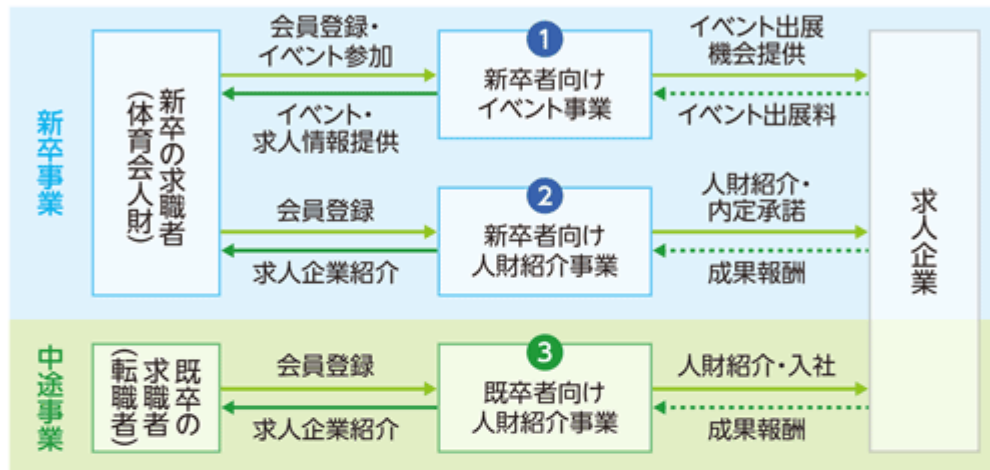 新卒事業
新卒の求職者
(体育会人財)
会員登録・
イベント参加
イベント・
求人情報提供
1
新卒者向け
イベント事業
イベント出展
機会提供
イベント出展料
会員登録
求人企業紹介
2
新卒者向け
人財紹介事業
人財紹介・
内定承諾
成果報酬
求人企業
中途事業
既卒の
求職者
(転職者)
会員登録
求人企業紹介
3
既卒者向け
人財紹介事業
人財紹介・入社
成果報酬